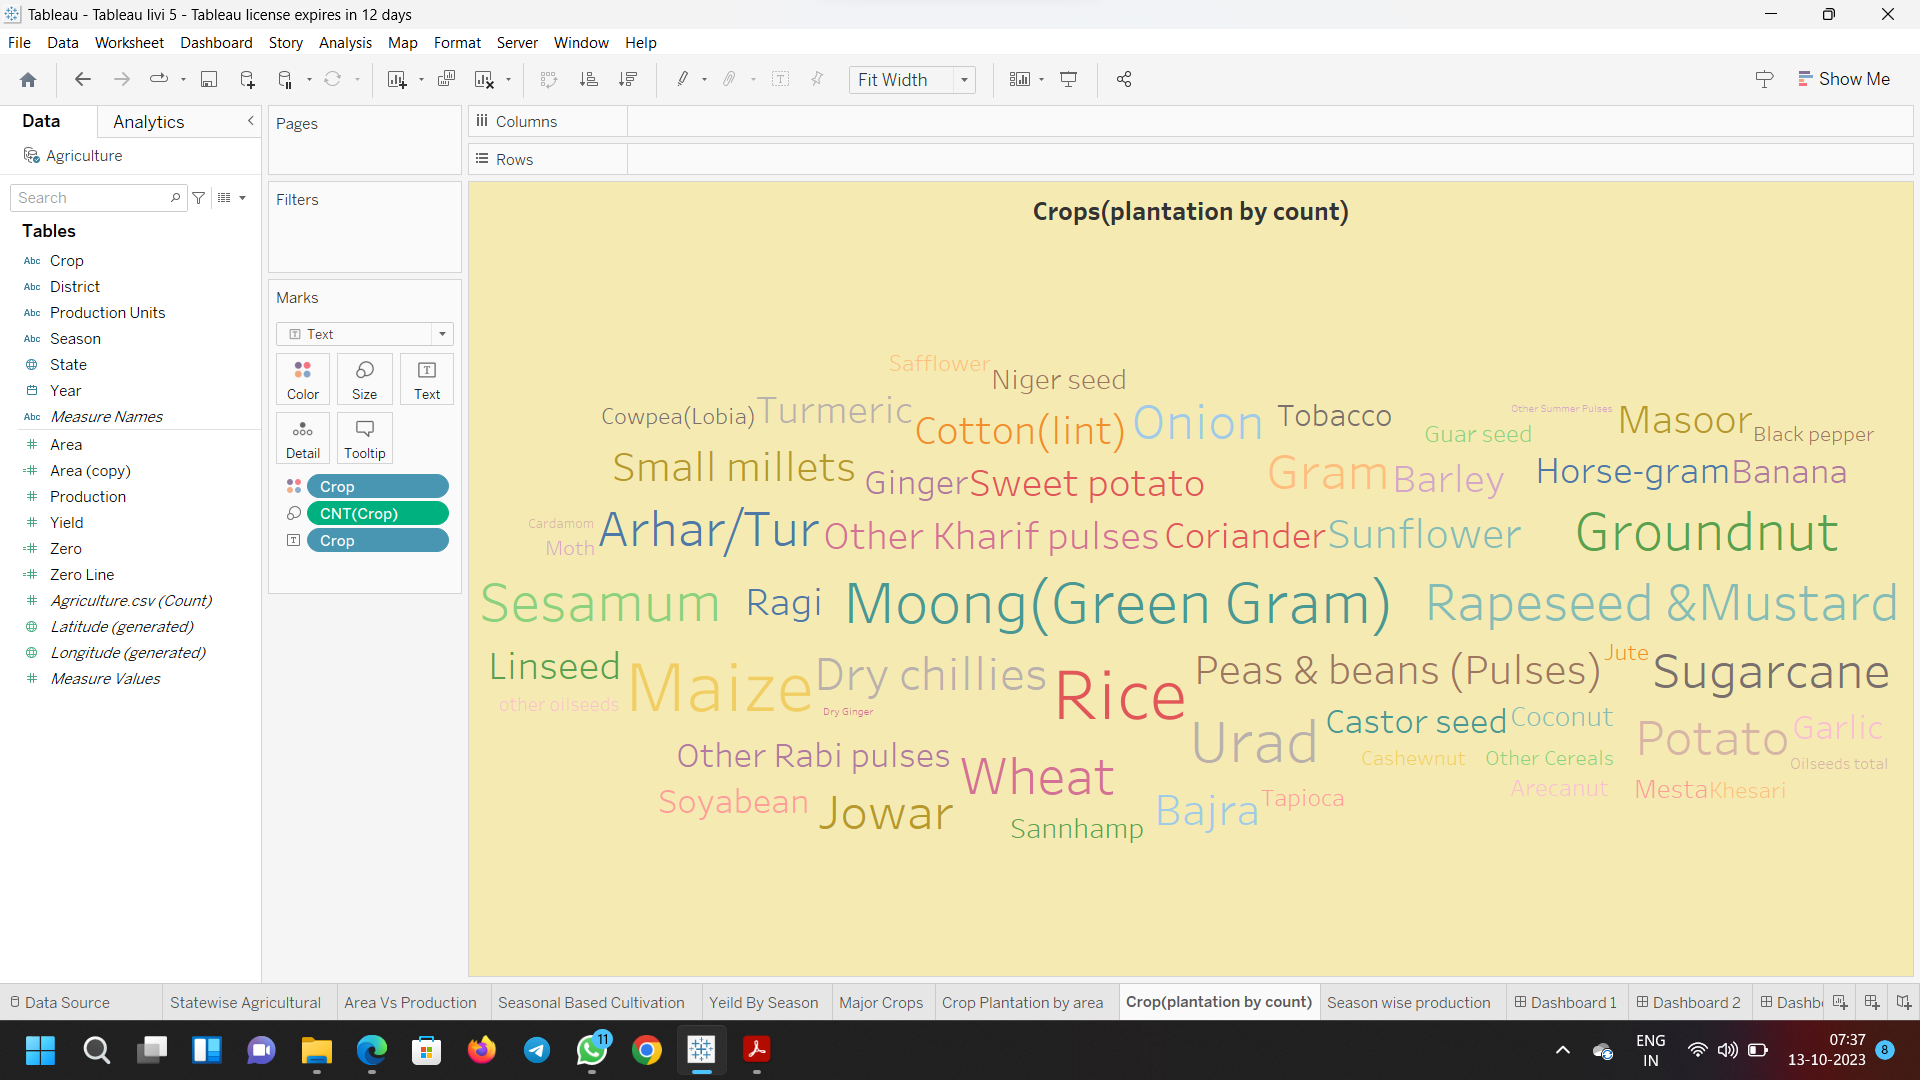 Tableau - Tableau livi 5 - Tableau license expires in 12 days
File Data Worksheet Dashboard Story Analysis Map Format Server Window Help
Fit Width
Show Me
Data Analytics
Agriculture
Search
Tables
Abc Crop
Abc District
Abc Production Units
Abc Season
State
Year
Abc Measure Names
Area
Area (copy)
Production
Yield
Zero
Zero Line
Agriculture.csv (Count)
Latitude (generated)
Longitude (generated)
Measure Values
Pages
Filters
Marks
Text
Color Size Text
Detail Tooltip
Crop
CNT(Crop)
Crop
Columns
Rows
Crops(plantation by count)
Safflower
Niger seed
Cowpea(Lobia) Turmeric Cotton(lint) Onion Tobacco Other Summer Pulses Masoor
Guar seed Black pepper
Small millets Ginger Sweet potato Gram Barley Horse-gram Banana
Cardamom Arhar/Tur Other Kharif pulses Coriander Sunflower Groundnut
Moth
Sesamum Ragi Moong(Green Gram) Rapeseed &Mustard
Linseed Maize Dry chillies Rice Peas & beans (Pulses) Jute Sugarcane
other oilseeds Dry Ginger
Urad Castor seed Coconut Potato Garlic
Other Rabi pulses Wheat Cashewnut Other Cereals Oilseeds total
Soyabean Jowar Bajra Tapioca Arecanut Mesta Khesari
Sannhamp
Data Source Statewise Agricultural Area Vs Production Seasonal Based Cultivation Yeild By Season Major Crops Crop Plantation by area Crop(plantation by count) Season wise production Dashboard 1 Dashboard 2 Dashb
11
ENG
IN
07:37
13-10-2023
8